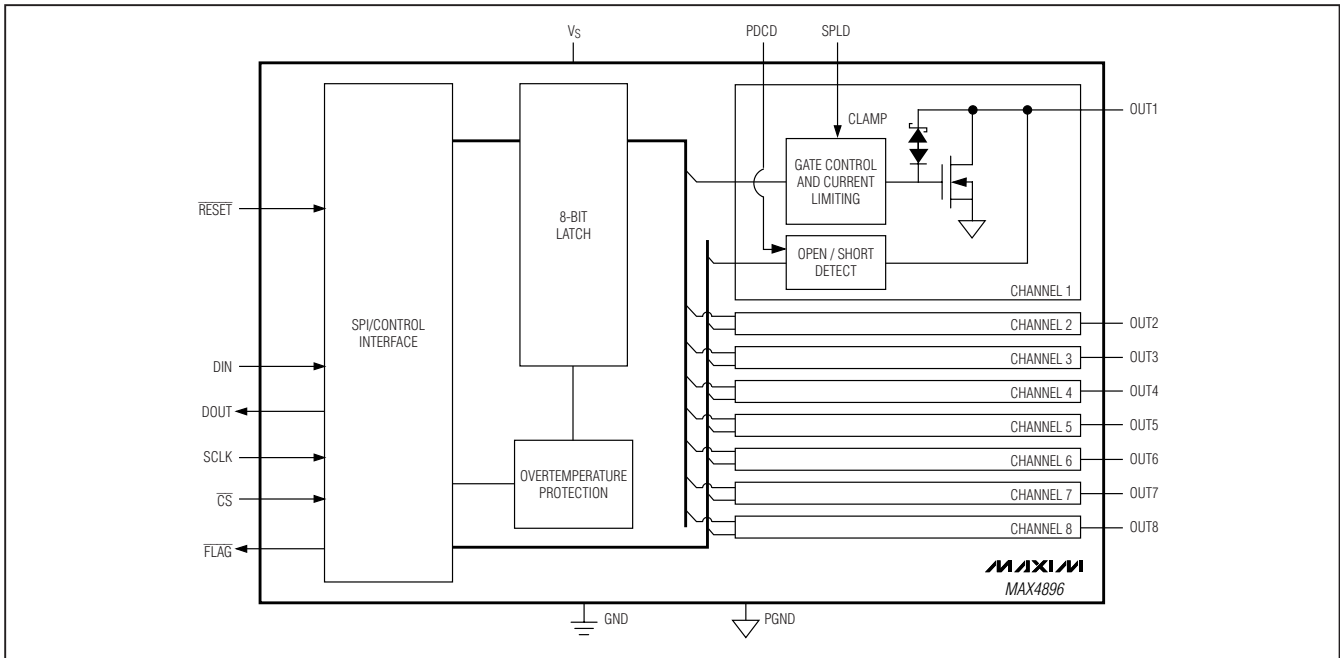 VS
PDCD
SPLD
CLAMP
OUT1
GATE CONTROL
AND CURRENT
LIMITING
RESET
8-BIT
LATCH
OPEN / SHORT
DETECT
CHANNEL 1
SPI/CONTROL
INTERFACE
CHANNEL 2
OUT2
CHANNEL 3
OUT3
DIN
CHANNEL 4
OUT4
DOUT
CHANNEL 5
OUT5
SCLK
OVERTEMPERATURE
PROTECTION
CHANNEL 6
OUT6
CS
CHANNEL 7
OUT7
CHANNEL 8
OUT8
FLAG
MAXIM
MAX4896
GND
PGND